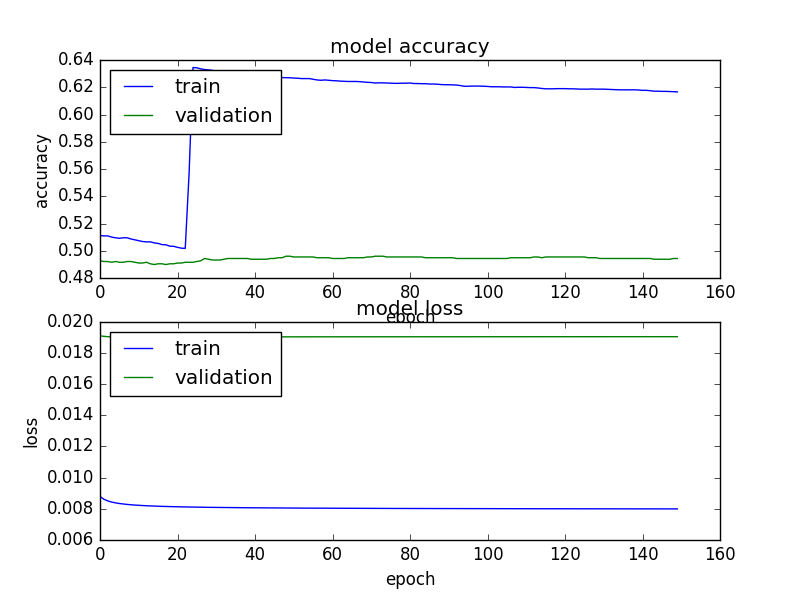 model accuracy
0.64
0.62
0.60
0.58
0.56
0.54
0.52
0.50
0.48
accuracy
train
validation
0 20 40 60 80 100 120 140 160
epoch
model loss
0.020
0.018
0.016
0.014
0.012
0.010
0.008
0.006
loss
train
validation
0 20 40 60 80 100 120 140 160
epoch